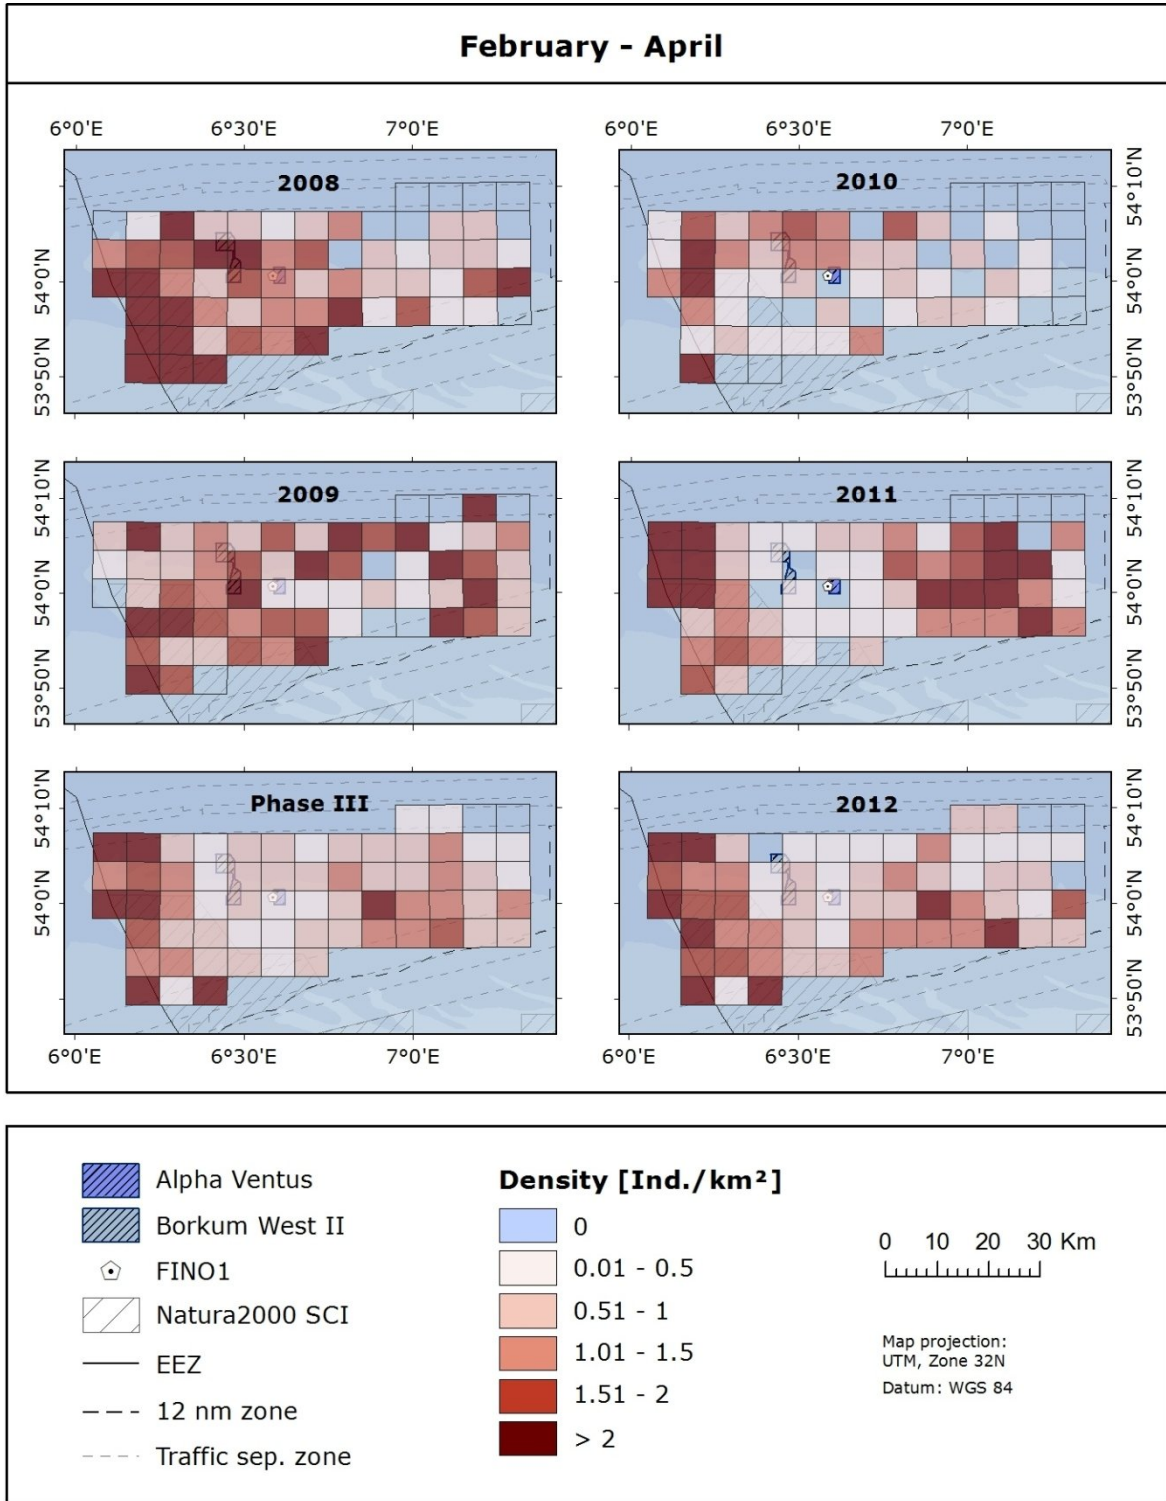 February - April
6°0'E 6°30'E 7°0'E 6°0'E 6°30'E 7°0'E
2008 2010
54°0'N 53°50'N 54°10'N 54°0'N 53°50'N
2009 2011
54°10'N 54°0'N 53°50'N 54°10'N 54°0'N 53°50'N
Phase III 2012
54°10'N 54°0'N 54°10'N 54°0'N 53°50'N
6°0'E 6°30'E 7°0'E 6°0'E 6°30'E 7°0'E
Alpha Ventus
Borkum West II
FINO1
Natura2000 SCI
EEZ
12 nm zone
Traffic sep. zone
Density [Ind./km²]
0
0.01 - 0.5
0.51 - 1
1.01 - 1.5
1.51 - 2
> 2
0 10 20 30 Km
Map projection:
UTM, Zone 32N
Datum: WGS 84